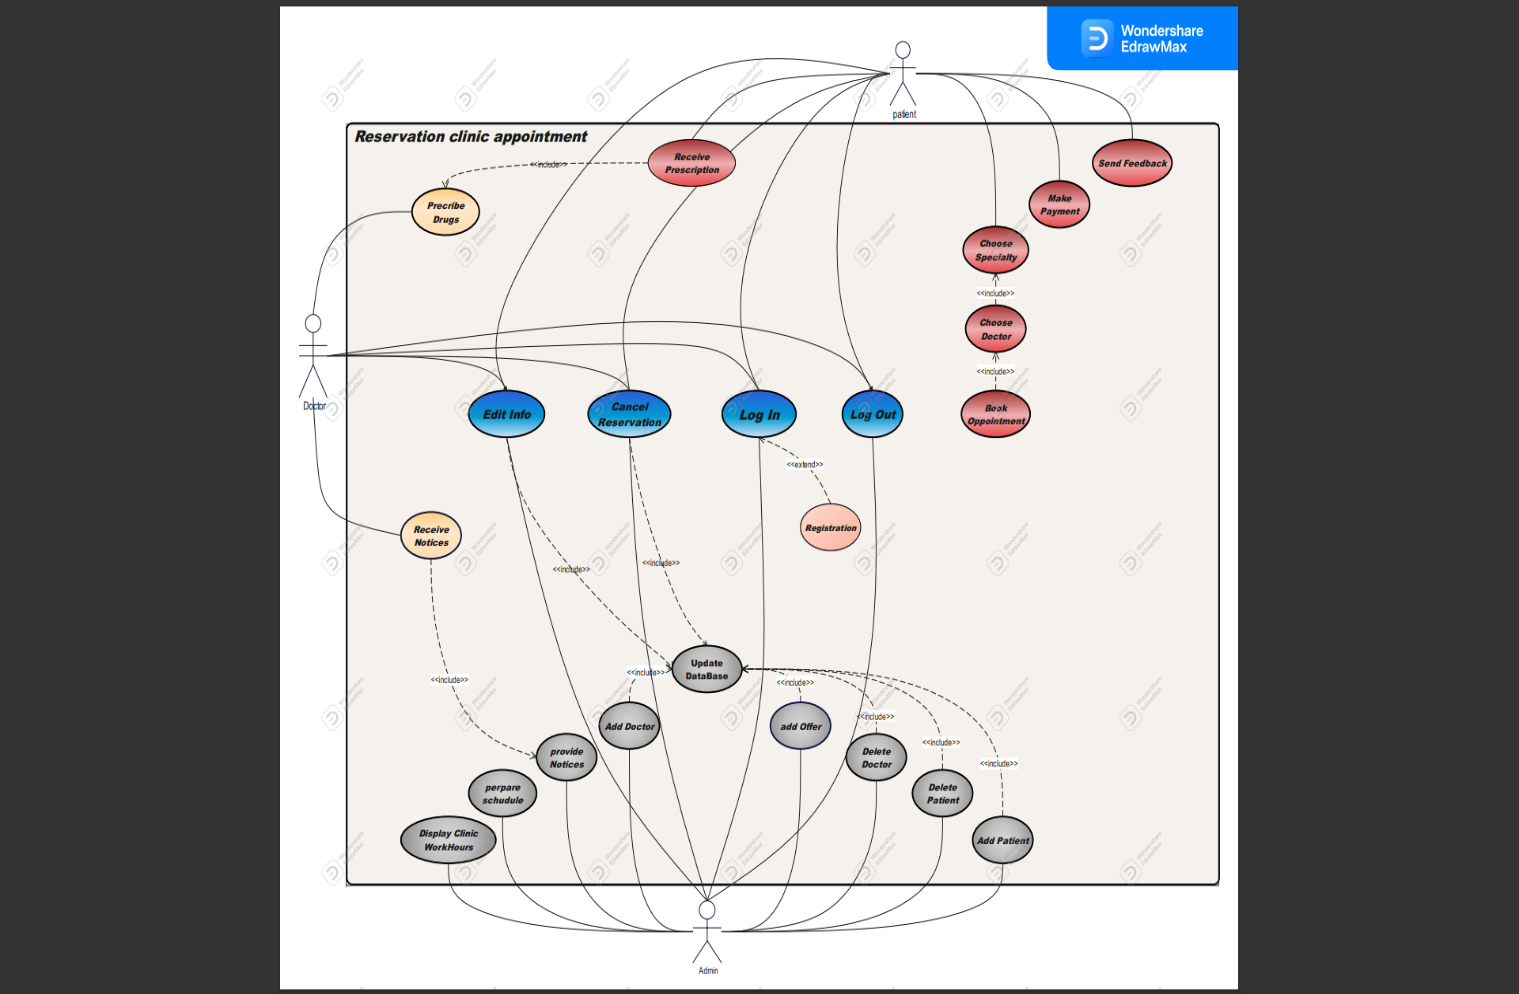 Wondershare
EdrawMax
patient
Reservation clinic appointment
Receive
Prescription
<<include>>
Send Feedback
Precribe
Drugs
Make
Payment
Choose
Specialty
<<include>>
Choose
Doctor
<<include>>
Doctor
Edit Info
Cancel
Reservation
Log In
Log Out
Book
Appointment
<<extend>>
Registration
Receive
Notices
<<include>>
<<include>>
Update
DataBase
<<include>>
<<include>>
<<include>>
Add Doctor
add Offer
<<include>>
<<include>>
provide
Notices
Delete
Doctor
<<include>>
perpare
schudule
Delete
Patient
Display Clinic
WorkHours
Add Patient
Admin